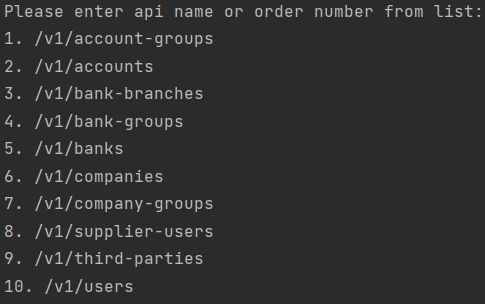 Please enter api name or order number from list:
1. /v1/account-groups
2. /v1/accounts
3. /v1/bank-branches
4. /v1/bank-groups
5. /v1/banks
6. /v1/companies
7. /v1/company-groups
8. /v1/supplier-users
9. /v1/third-parties
10. /v1/users